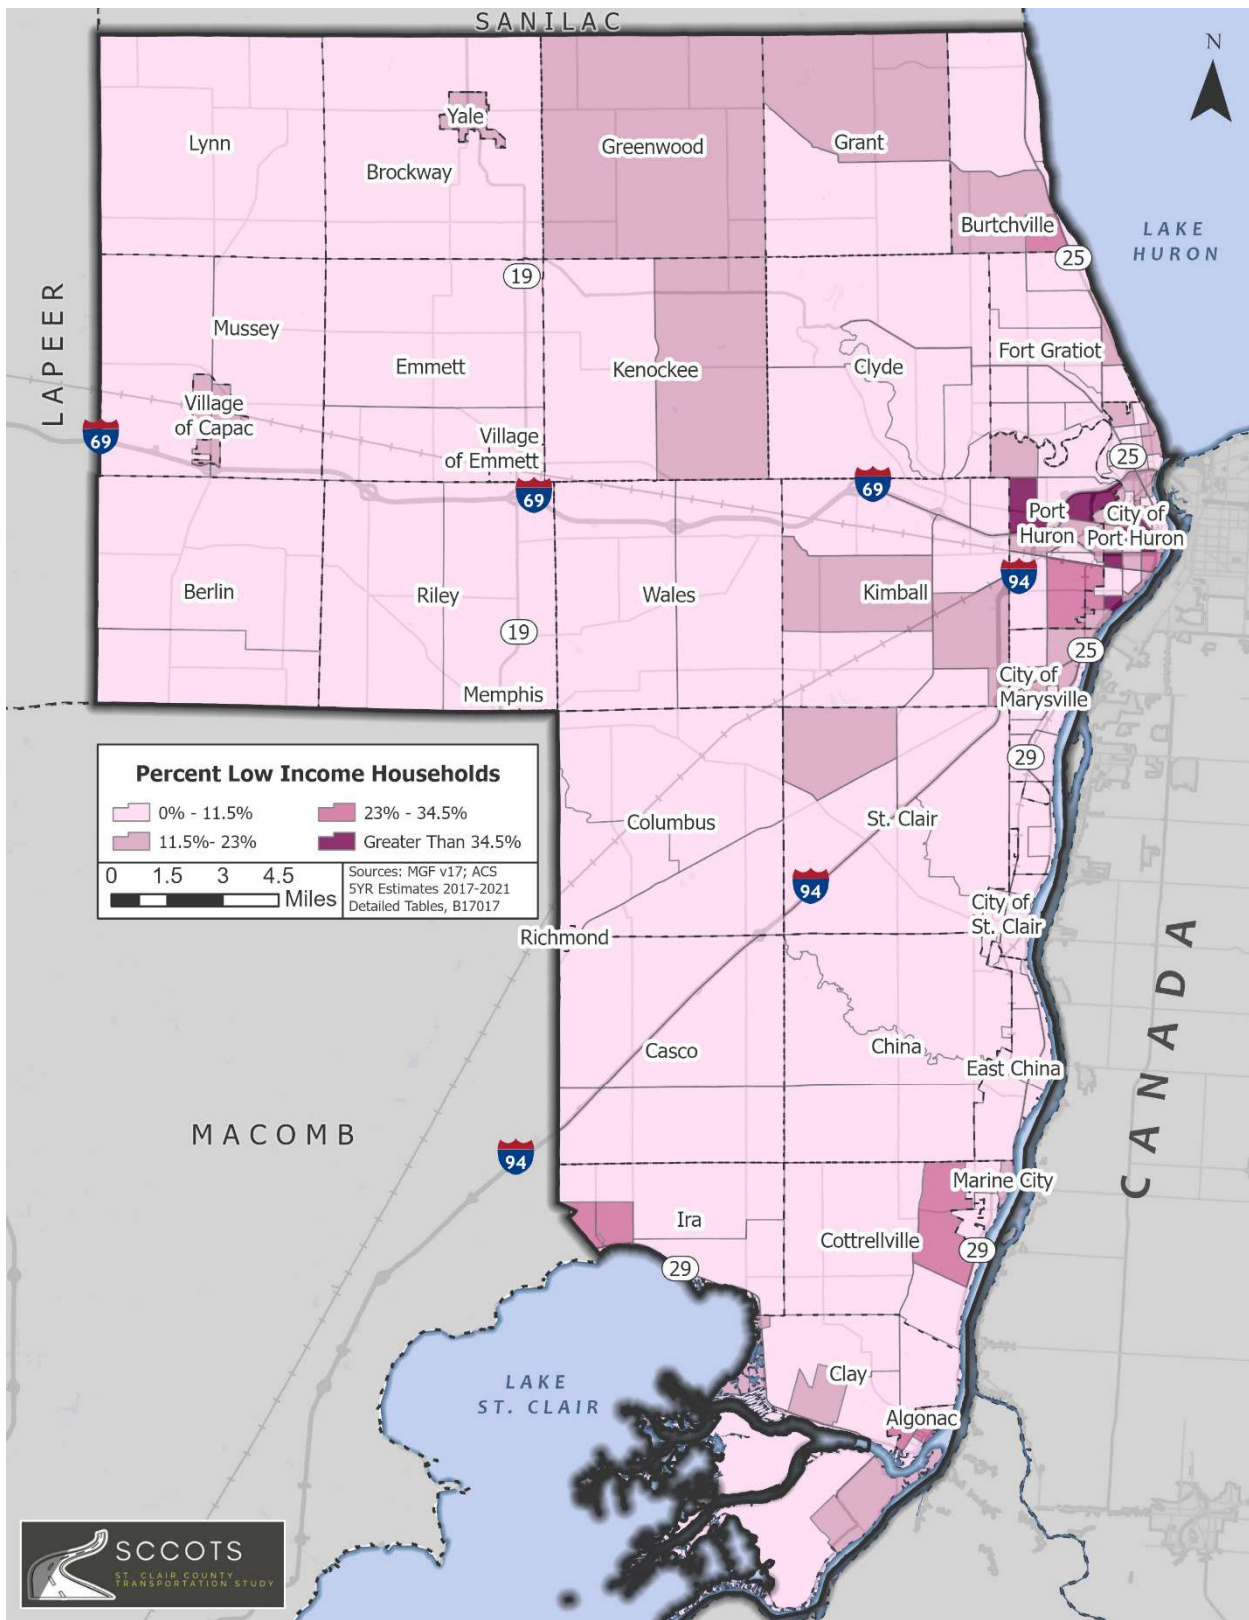 SANILAC
N
Yale
Lynn
Greenwood
Grant
Brockway
Burtchville
LAKE
HURON
25
19
LAPEER
Mussey
Fort Gratiot
Emmett
Kenockee
Clyde
Village
of Capac
69
Village
of Emmett
25
69
69
Port
Huron
City of
Port Huron
94
Berlin
Riley
Wales
Kimball
19
25
Memphis
City of
Marysville
29
Percent Low Income Households
0% - 11.5%
23% - 34.5%
11.5%- 23%
Greater Than 34.5%
0 1.5 3 4.5
Miles
Sources: MGF v17; ACS
5YR Estimates 2017-2021
Detailed Tables, B17017
Columbus
St. Clair
94
City of
St. Clair
Richmond
CANADA
Casco
China
East China
MACOMB
94
Marine City
Ira
Cottrellville
29
29
LAKE
ST. CLAIR
Clay
Algonac
SCCOTS
ST. CLAIR COUNTY
TRANSPORTATION STUDY